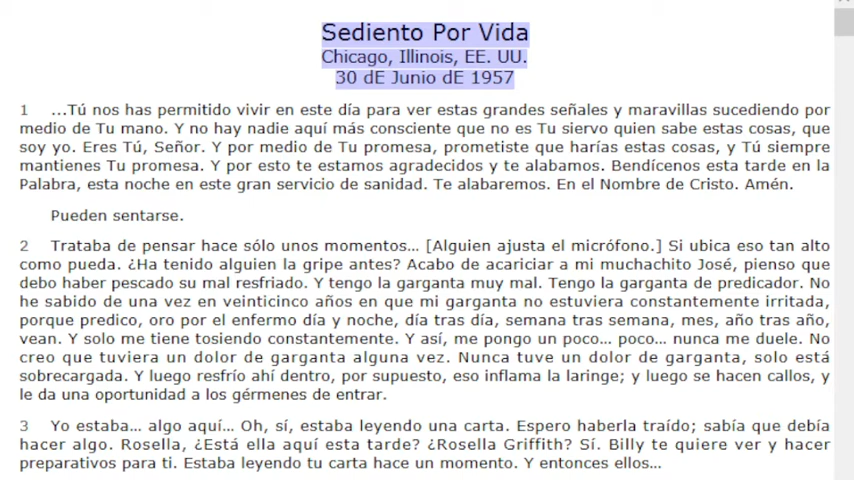 Sediento Por Vida
Chicago, Illinois, EE. UU.
30 dE Junio dE 1957
1 ...Tú nos has permitido vivir en este día para ver estas grandes señales y maravillas sucediendo por
medio de Tu mano. Y no hay nadie aquí más consciente que no es Tu siervo quien sabe estas cosas, que
soy yo. Eres Tú, Señor. Y por medio de Tu promesa, prometiste que harías estas cosas, y Tú siempre
mantienes Tu promesa. Y por esto te estamos agradecidos y te alabamos. Bendícenos esta tarde en la
Palabra, esta noche en este gran servicio de sanidad. Te alabaremos. En el Nombre de Cristo. Amén.
Pueden sentarse.
2 Trataba de pensar hace sólo unos momentos... [Alguien ajusta el micrófono.] Si ubica eso tan alto
como pueda. ¿Ha tenido alguien la gripe antes? Acabo de acariciar a mi muchachito José, pienso que
debo haber pescado su mal resfriado. Y tengo la garganta muy mal. Tengo la garganta de predicador. No
he sabido de una vez en veinticinco años en que mi garganta no estuviera constantemente irritada,
porque predico, oro por el enfermo día y noche, día tras día, semana tras semana, mes, año tras año,
vean. Y solo me tiene tosiendo constantemente. Y así, me pongo un poco... poco... nunca me duele. No
creo que tuviera un dolor de garganta alguna vez. Nunca tuve un dolor de garganta, solo está
sobrecargada. Y luego resfrío ahí dentro, por supuesto, eso inflama la laringe; y luego se hacen callos, y
le da una oportunidad a los gérmenes de entrar.
3 Yo estaba... algo aquí... Oh, sí, estaba leyendo una carta. Espero haberla traído; sabía que debía
hacer algo. Rosella, ¿Está ella aquí esta tarde? ¿Rosella Griffith? Sí. Billy te quiere ver y hacer
preparativos para ti. Estaba leyendo tu carta hace un momento. Y entonces ellos...